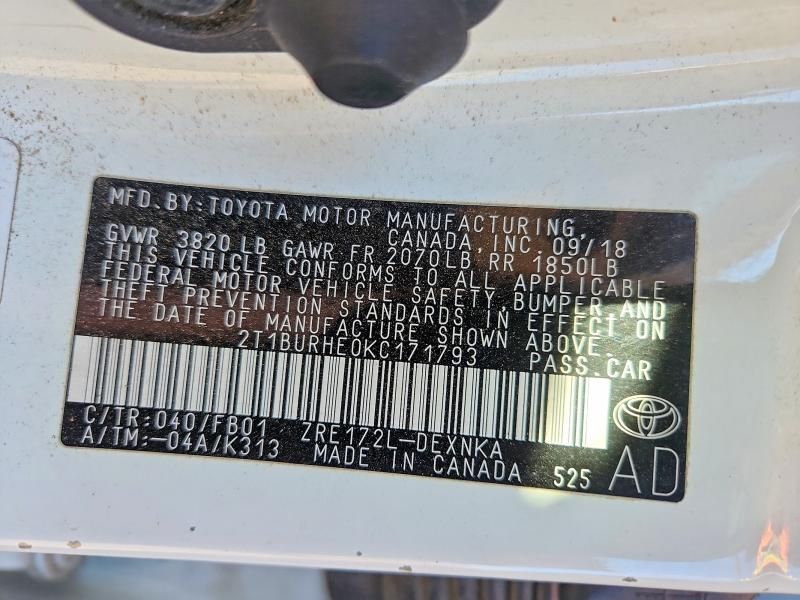 MFD. BY: TOYOTA MOTOR MANUFACTURING,
CANADA, INC. 09/18
GVWR 3820 LB GAWR FR 2070LB, RR 1850LB
THIS VEHICLE CONFORMS TO ALL APPLICABLE
FEDERAL MOTOR VEHICLE SAFETY, BUMPER AND
THEFT PREVENTION STANDARDS IN EFFECT ON
THE DATE OF MANUFACTURE SHOWN ABOVE.
2T1BURHE0KC171793 PASS.CAR
C/TR:040/FB01 ZRE172L-DEXNKA
A/TM:-04A/K313 MADE IN CANADA 525 AD